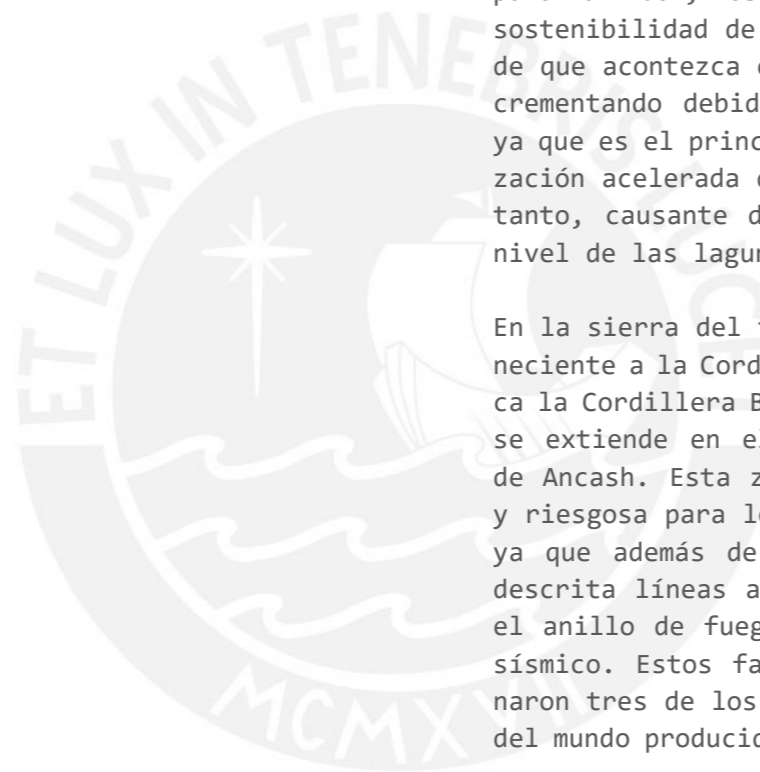 ET LUX IN TENEBRIS LUCET
MCMXVII
sostenibilidad de
de que acontezca
crementando debid
ya que es el princ
zación acelerada
tanto, causante d
nivel de las lagun
En la sierra del
neciente a la Cord
ca la Cordillera B
se extiende en el
de Ancash. Esta z
y riesgosa para lo
ya que además de
descrita líneas a
el anillo de fueg
sísmico. Estos fa
naron tres de los
del mundo producid